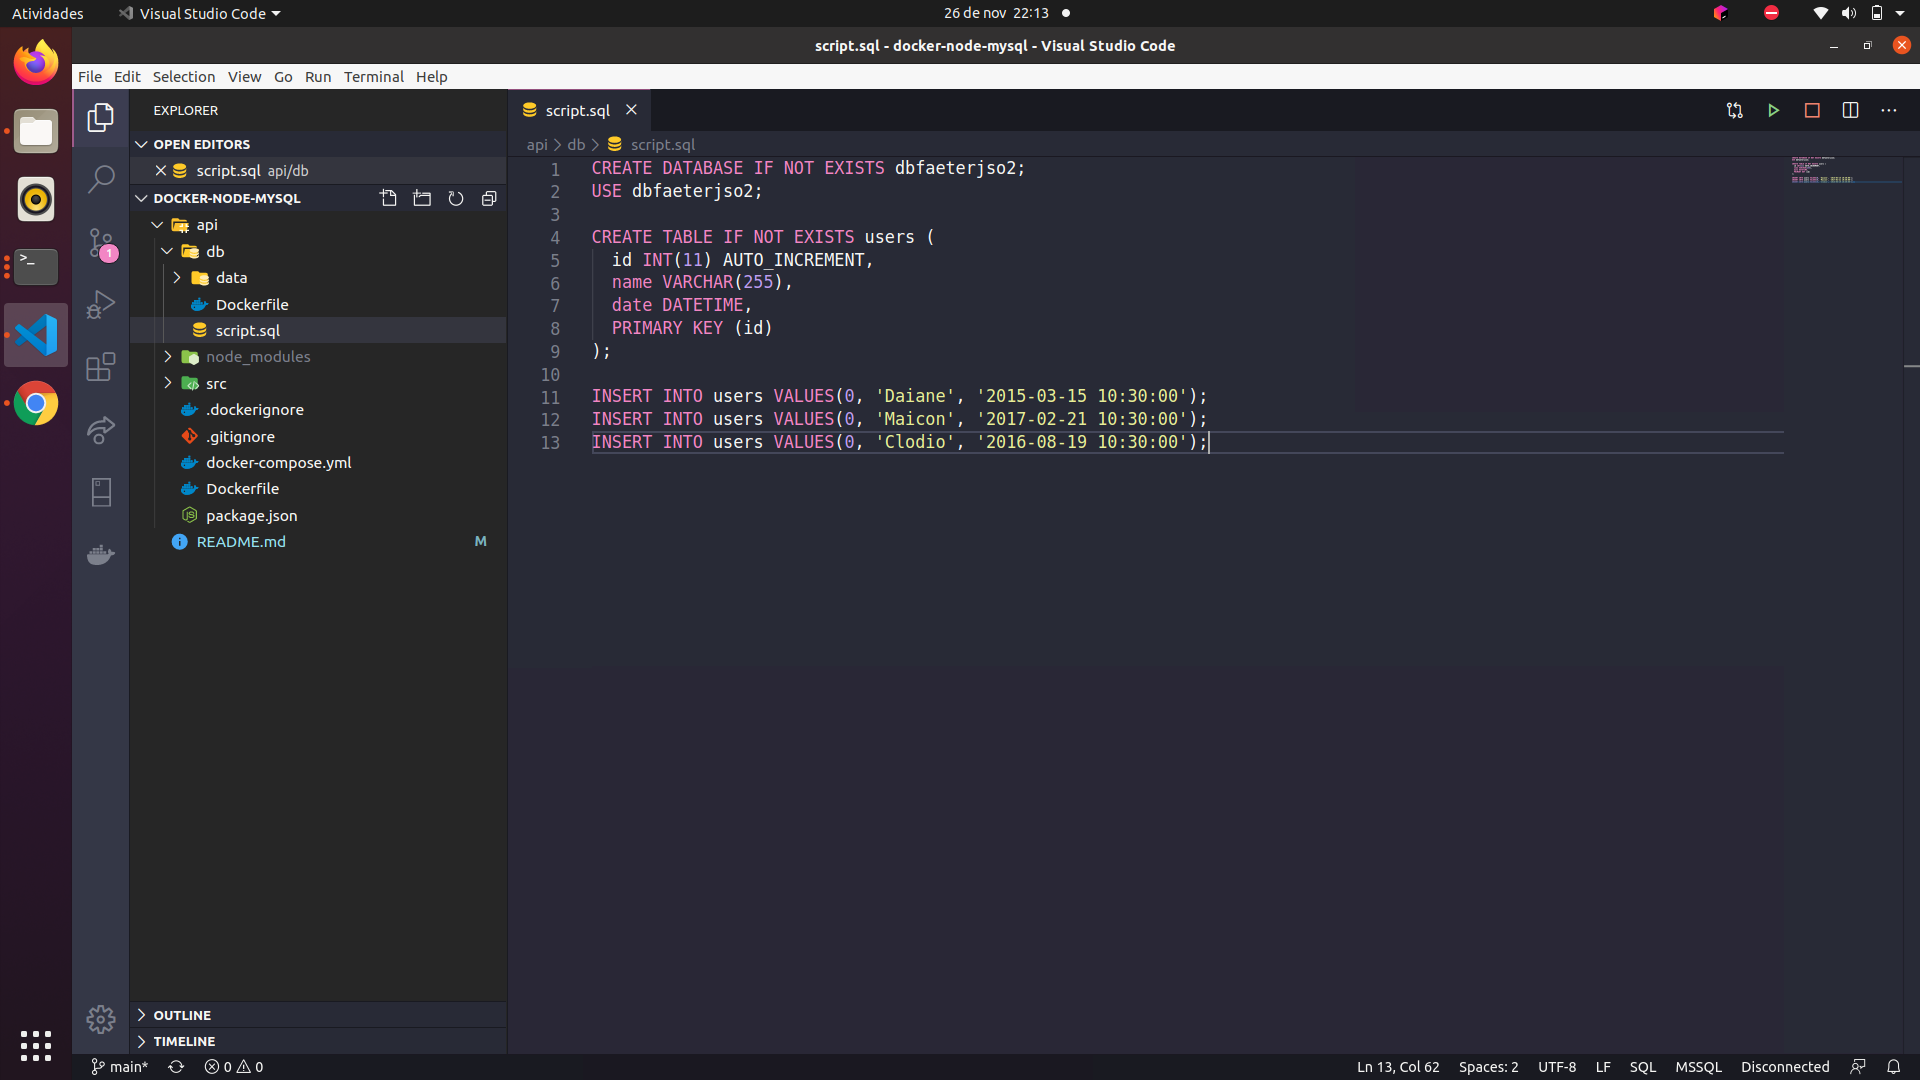 Atividades
Visual Studio Code
26 de nov 22:13
script.sql - docker-node-mysql - Visual Studio Code
File Edit Selection View Go Run Terminal Help
EXPLORER
OPEN EDITORS
script.sql api/db
DOCKER-NODE-MYSQL
api
db
data
Dockerfile
script.sql
node_modules
src
.dockerignore
.gitignore
docker-compose.yml
Dockerfile
package.json
README.md M
OUTLINE
TIMELINE
1
script.sql
api > db > script.sql
1 CREATE DATABASE IF NOT EXISTS dbfaeterjso2;
2 USE dbfaeterjso2;
3
4 CREATE TABLE IF NOT EXISTS users (
5 id INT(11) AUTO_INCREMENT,
6 name VARCHAR(255),
7 date DATETIME,
8 PRIMARY KEY (id)
9 );
10
11 INSERT INTO users VALUES(0, 'Daiane', '2015-03-15 10:30:00');
12 INSERT INTO users VALUES(0, 'Maicon', '2017-02-21 10:30:00');
13 INSERT INTO users VALUES(0, 'Clodio', '2016-08-19 10:30:00');
main* 0 0 Ln 13, Col 62 Spaces: 2 UTF-8 LF SQL MSSQL Disconnected